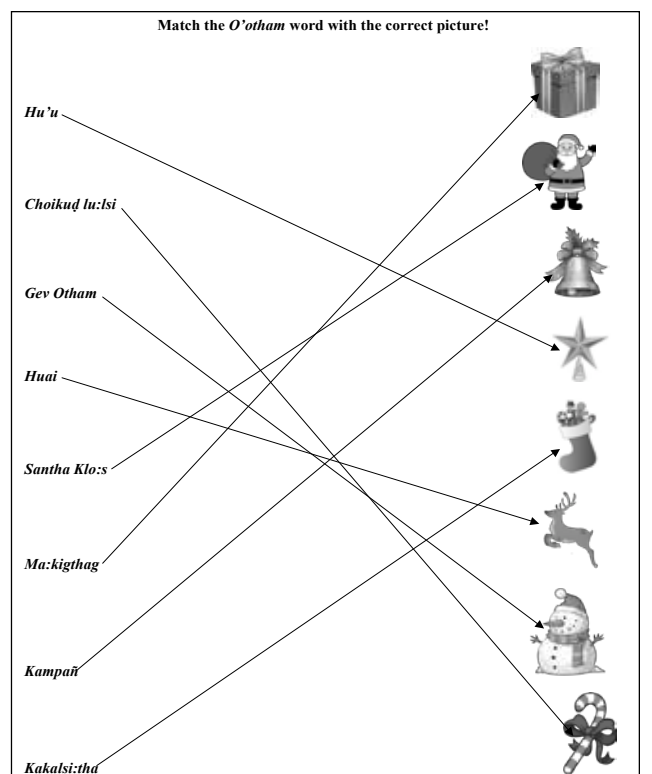 Match the O’otham word with the correct picture!
Hu’u
Choikuḍ lu:lsi
Gev Otham
Huai
Santha Klo:s
Ma:kigthag
Kampañ
Kakalsi:tha